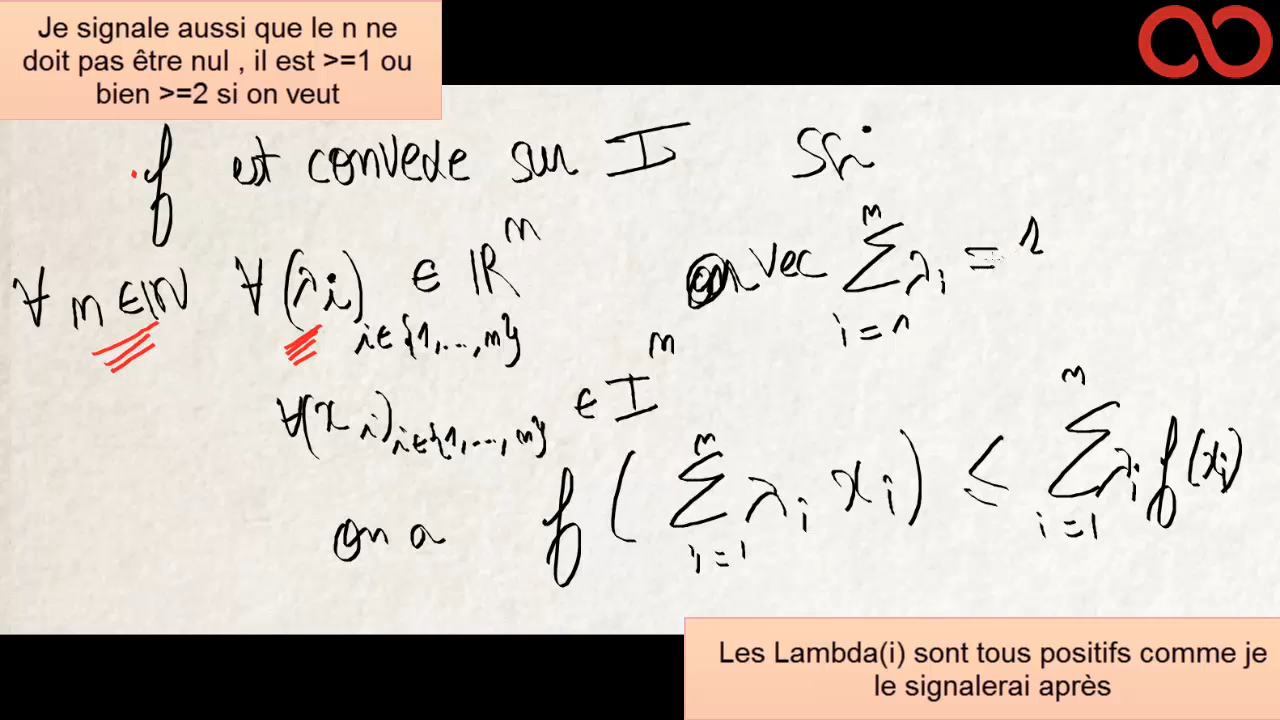 Je signale aussi que le n ne
doit pas être nul , il est >=1 ou
bien >=2 si on veut
f est convexe sur I ssi
∀ n ∈ ℕ ∀ (λi)i∈{1,...,n} ∈ ℝ^n avec ∑_{i=1}^{n} λi = 1
∀(xi)i∈{1,...,n} ∈ I^n
on a f ( ∑_{i=1}^{n} λi xi ) ≤ ∑_{i=1}^{n} λi f(xi)
Les Lambda(i) sont tous positifs comme je
le signalerai après